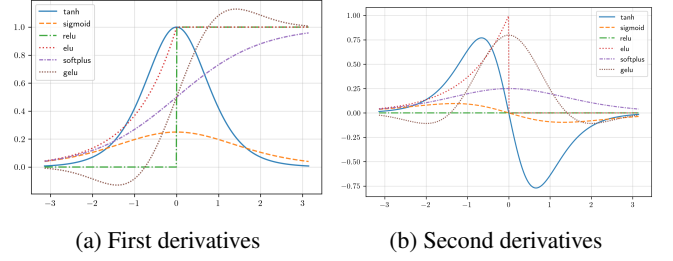 tanh
sigmoid
relu
elu
softplus
gelu
1.0
0.8
0.6
0.4
0.2
0.0
−3 −2 −1 0 1 2 3
(a) First derivatives
tanh
sigmoid
relu
elu
softplus
gelu
1.00
0.75
0.50
0.25
0.00
−0.25
−0.50
−0.75
−3 −2 −1 0 1 2 3
(b) Second derivatives